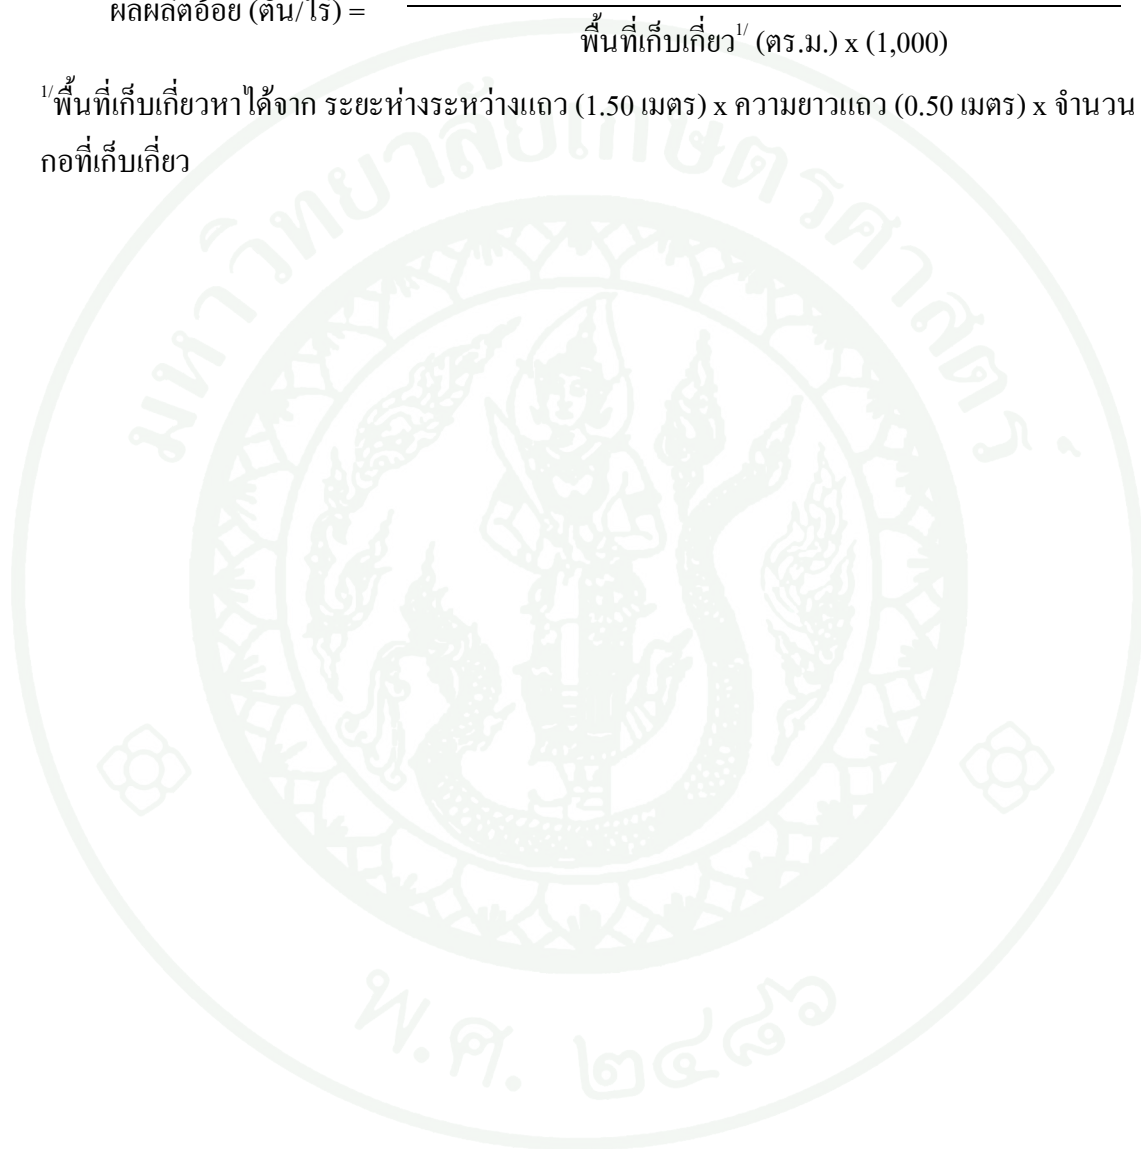 ผลผลิตอ้อย (ตัน/ไร่) =
พื้นที่เก็บเกี่ยว1/ (ตร.ม.) x (1,000)
1/พื้นที่เก็บเกี่ยวหาได้จาก ระยะห่างระหว่างแถว (1.50 เมตร) x ความยาวแถว (0.50 เมตร) x จำนวน
กอที่เก็บเกี่ยว
มหาวิทยาลัยเกษตรศาสตร์
พ.ศ. ๒๔๘๖